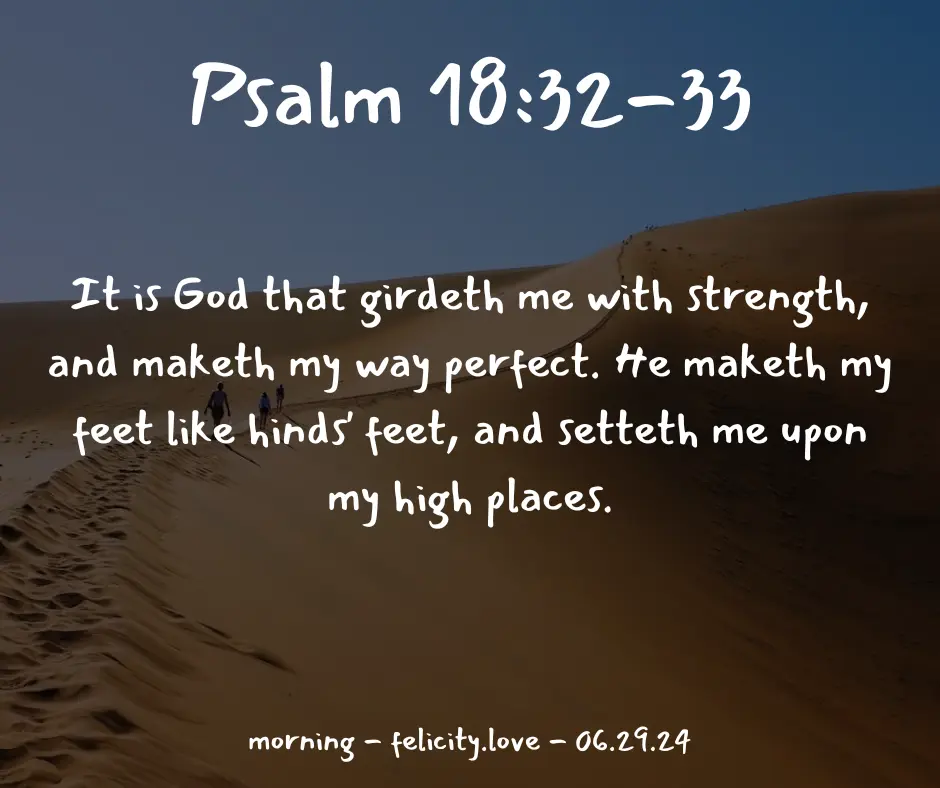 Psalm 18:32-33
It is God that girdeth me with strength,
and maketh my way perfect. He maketh my
feet like hinds' feet, and setteth me upon
my high places.
morning - felicity.love - 06.29.24